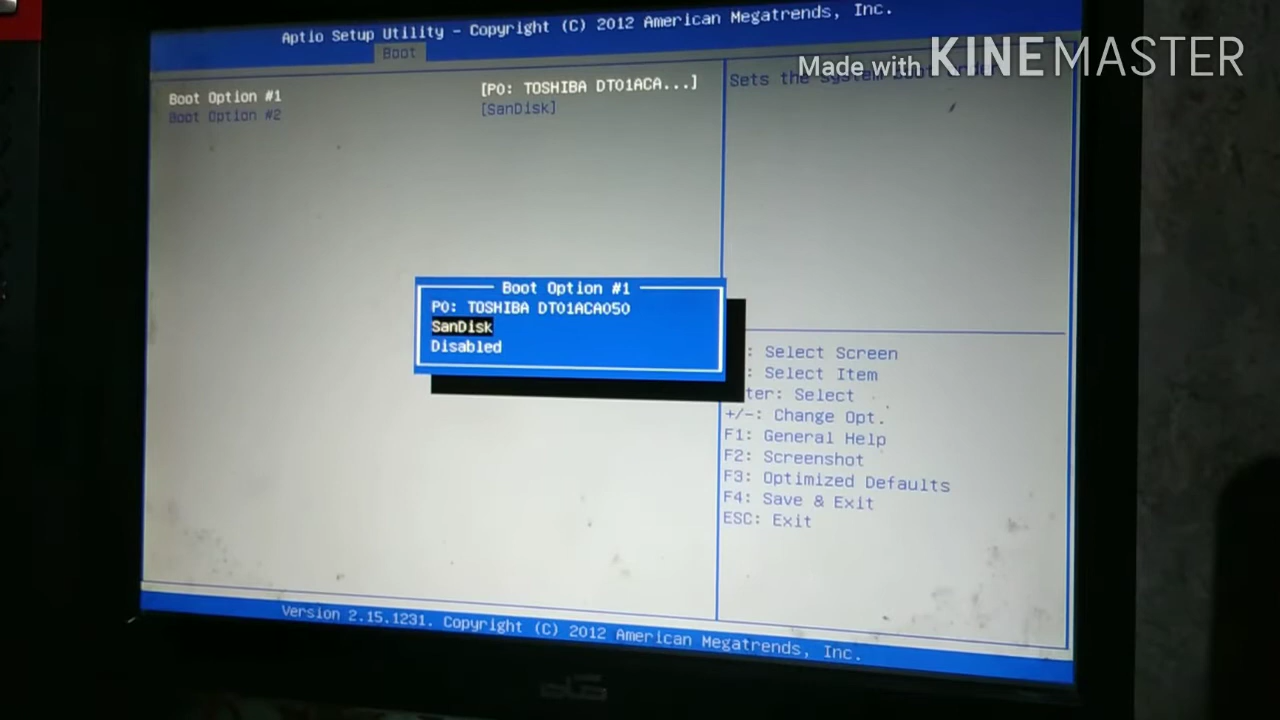 Aptio Setup Utility - Copyright (C) 2012 American Megatrends, Inc.
Boot
Made with KINEMASTER
Boot Option #1 [P0: TOSHIBA DT01ACA...]
Boot Option #2 [SanDisk]
Sets the system boot order
Boot Option #1
P0: TOSHIBA DT01ACA050
SanDisk
Disabled
: Select Screen
: Select Item
ter: Select
+/-: Change Opt.
F1: General Help
F2: Screenshot
F3: Optimized Defaults
F4: Save & Exit
ESC: Exit
Version 2.15.1231. Copyright (C) 2012 American Megatrends, Inc.